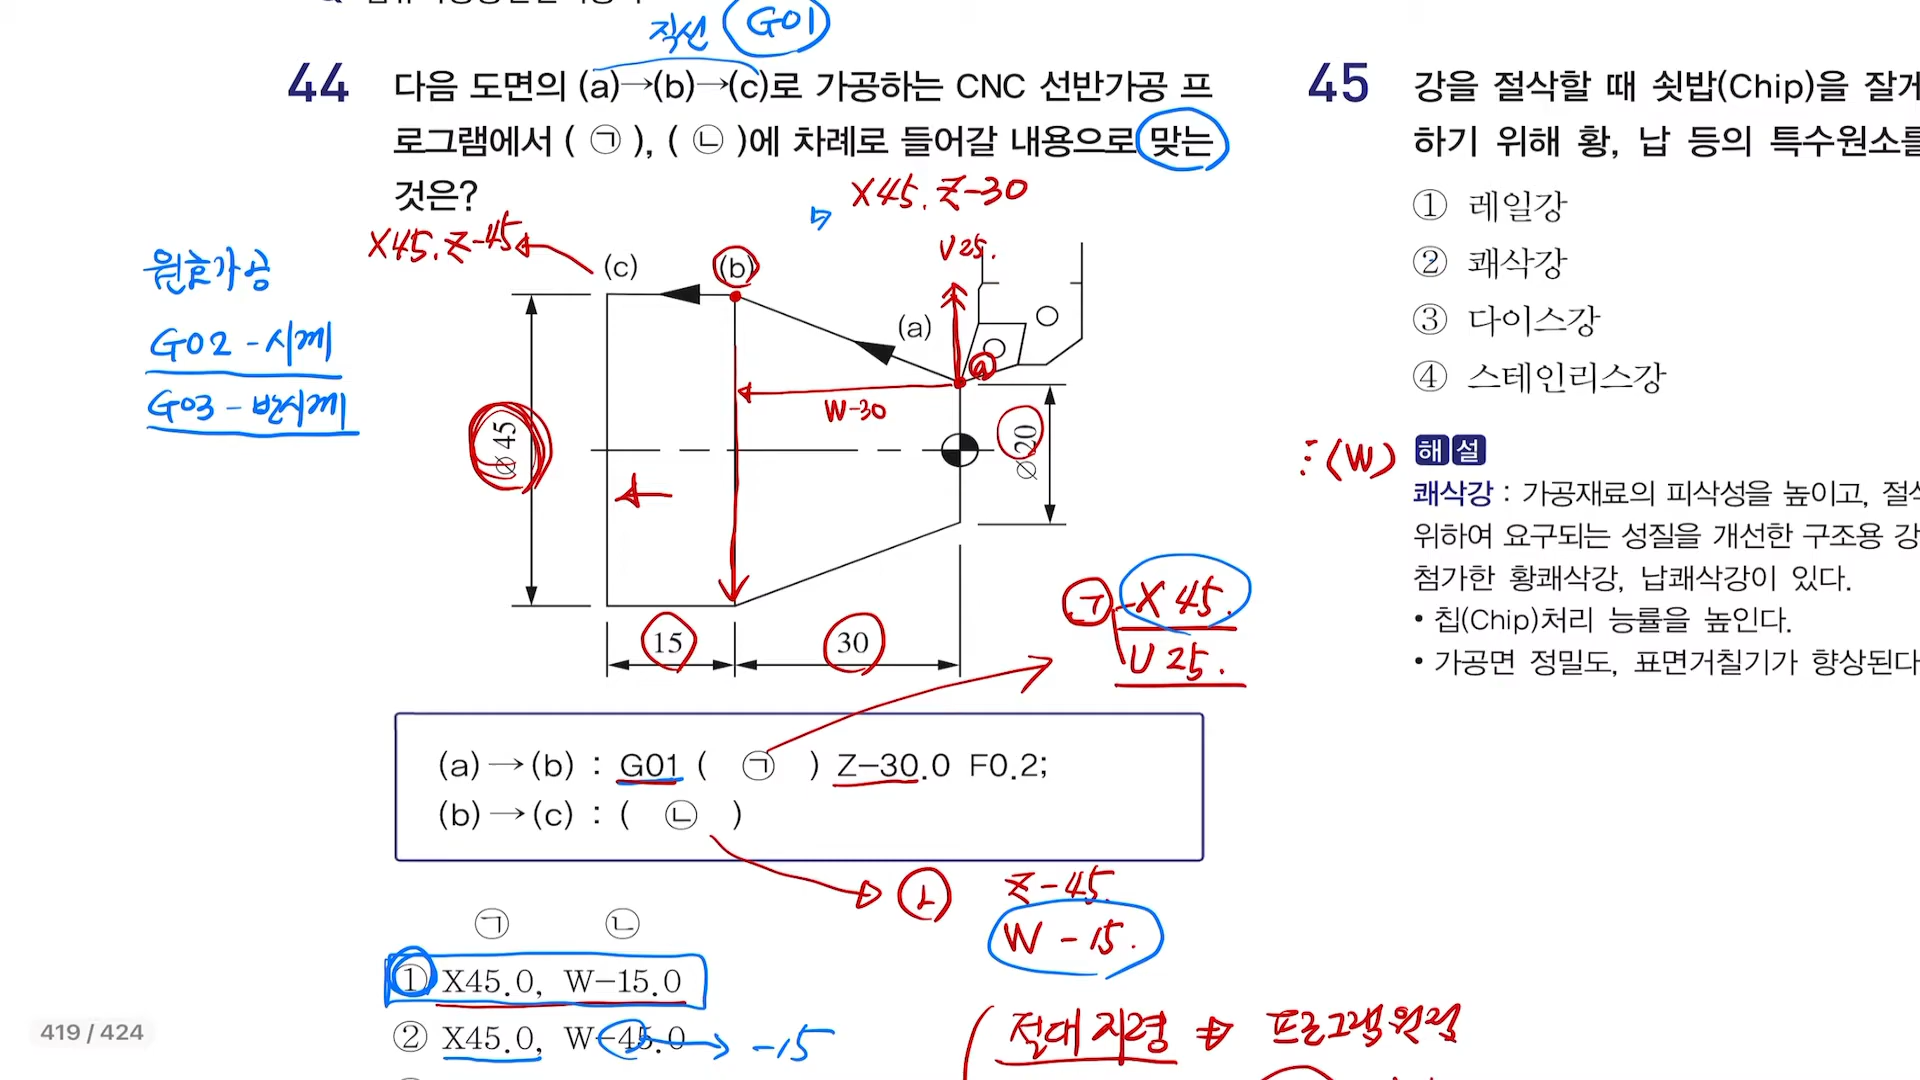 직선 G01
44 다음 도면의 (a)→(b)→(c)로 가공하는 CNC 선반가공 프
로그램에서 ( ㉠ ), ( ㉡ )에 차례로 들어갈 내용으로 맞는
것은?
X45. Z-30
X45. Z-45
U25.
(c)
(b)
(a)
ⓐ
W-30
⌀45
⌀20
15
30
원호가공
G02 - 시계
G03 - 반시계
㉠ X45.
U25.
(a)→(b) : G01 ( ㉠ ) Z-30.0 F0.2;
(b)→(c) : ( ㉡ )
㉡ Z-45.
W-15.
㉠ ㉡
① X45.0, W-15.0
② X45.0, W-45.0 → -15
절대지령 ⇒ 프로그램원점
419 / 424
45 강을 절삭할 때 쇳밥(Chip)을 잘게
하기 위해 황, 납 등의 특수원소를
① 레일강
② 쾌삭강
③ 다이스강
④ 스테인리스강
(W)
해설
쾌삭강 : 가공재료의 피삭성을 높이고, 절삭
위하여 요구되는 성질을 개선한 구조용 강
첨가한 황쾌삭강, 납쾌삭강이 있다.
• 칩(Chip)처리 능률을 높인다.
• 가공면 정밀도, 표면거칠기가 향상된다